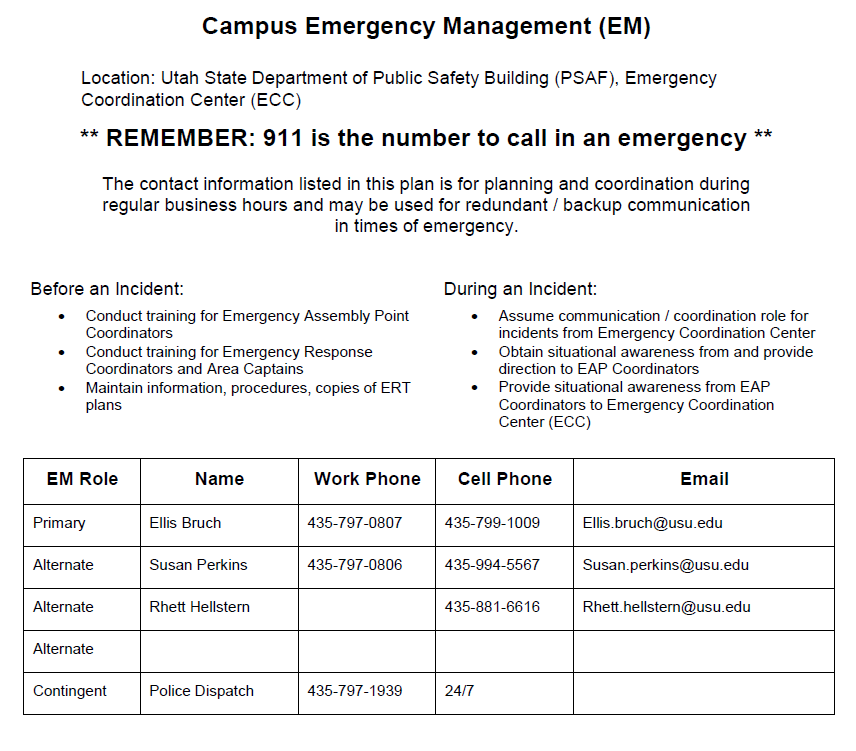 Campus Emergency Management (EM)
Location: Utah State Department of Public Safety Building (PSAF), Emergency
Coordination Center (ECC)
** REMEMBER: 911 is the number to call in an emergency **
The contact information listed in this plan is for planning and coordination during
regular business hours and may be used for redundant / backup communication
in times of emergency.
Before an Incident:
• Conduct training for Emergency Assembly Point
Coordinators
• Conduct training for Emergency Response
Coordinators and Area Captains
• Maintain information, procedures, copies of ERT
plans
During an Incident:
• Assume communication / coordination role for
incidents from Emergency Coordination Center
• Obtain situational awareness from and provide
direction to EAP Coordinators
• Provide situational awareness from EAP
Coordinators to Emergency Coordination
Center (ECC)
EM Role Name Work Phone Cell Phone Email
Primary Ellis Bruch 435-797-0807 435-799-1009 Ellis.bruch@usu.edu
Alternate Susan Perkins 435-797-0806 435-994-5567 Susan.perkins@usu.edu
Alternate Rhett Hellstern 435-881-6616 Rhett.hellstern@usu.edu
Alternate
Contingent Police Dispatch 435-797-1939 24/7